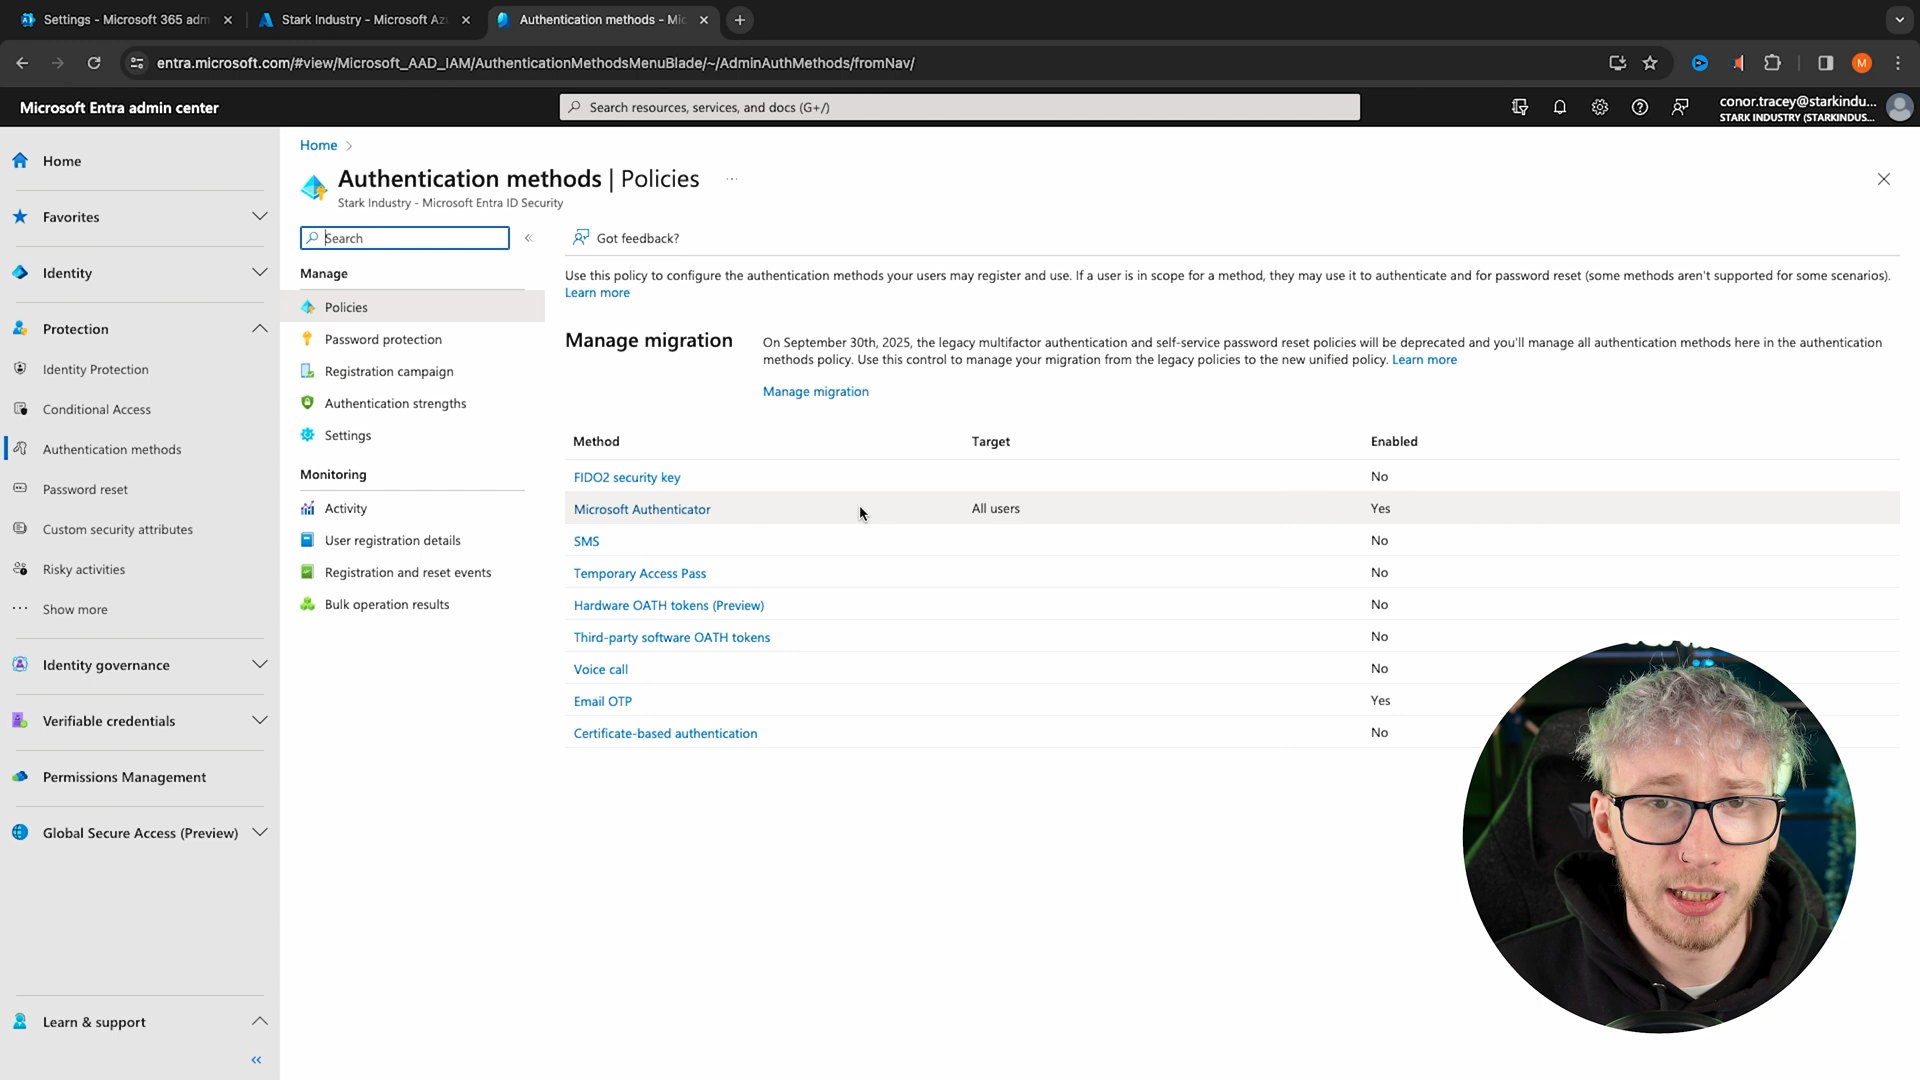 Settings - Microsoft 365 adm
Stark Industry - Microsoft Az
Authentication methods - Mic
entra.microsoft.com/#view/Microsoft_AAD_IAM/AuthenticationMethodsMenuBlade/~/AdminAuthMethods/fromNav/
M
Microsoft Entra admin center
Search resources, services, and docs (G+/)
conor.tracey@starkindu...
STARK INDUSTRY (STARKINDUS...
Home
Favorites
Identity
Protection
Identity Protection
Conditional Access
Authentication methods
Password reset
Custom security attributes
Risky activities
Show more
Identity governance
Verifiable credentials
Permissions Management
Global Secure Access (Preview)
Learn & support
Home
Authentication methods | Policies
Stark Industry - Microsoft Entra ID Security
Search
Manage
Policies
Password protection
Registration campaign
Authentication strengths
Settings
Monitoring
Activity
User registration details
Registration and reset events
Bulk operation results
Got feedback?
Use this policy to configure the authentication methods your users may register and use. If a user is in scope for a method, they may use it to authenticate and for password reset (some methods aren't supported for some scenarios).
Learn more
Manage migration
On September 30th, 2025, the legacy multifactor authentication and self-service password reset policies will be deprecated and you'll manage all authentication methods here in the authentication
methods policy. Use this control to manage your migration from the legacy policies to the new unified policy. Learn more
Manage migration
Method Target Enabled
FIDO2 security key No
Microsoft Authenticator All users Yes
SMS No
Temporary Access Pass No
Hardware OATH tokens (Preview) No
Third-party software OATH tokens No
Voice call No
Email OTP Yes
Certificate-based authentication No